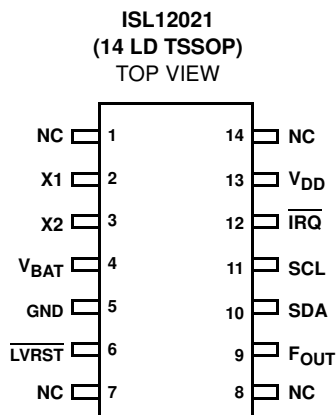 ISL12021
(14 LD TSSOP)
TOP VIEW
NC 1 14 NC
X1 2 13 VDD
X2 3 12 IRQ
VBAT 4 11 SCL
GND 5 10 SDA
LVRST 6 9 FOUT
NC 7 8 NC